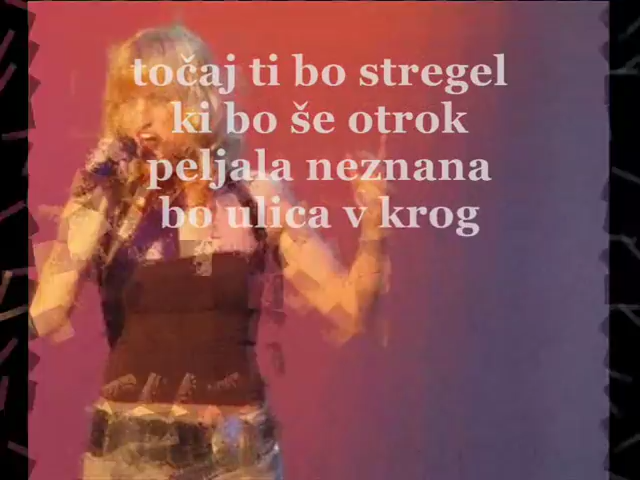 točaj ti bo stregel
ki bo še otrok
peljala neznana
bo ulica v krog